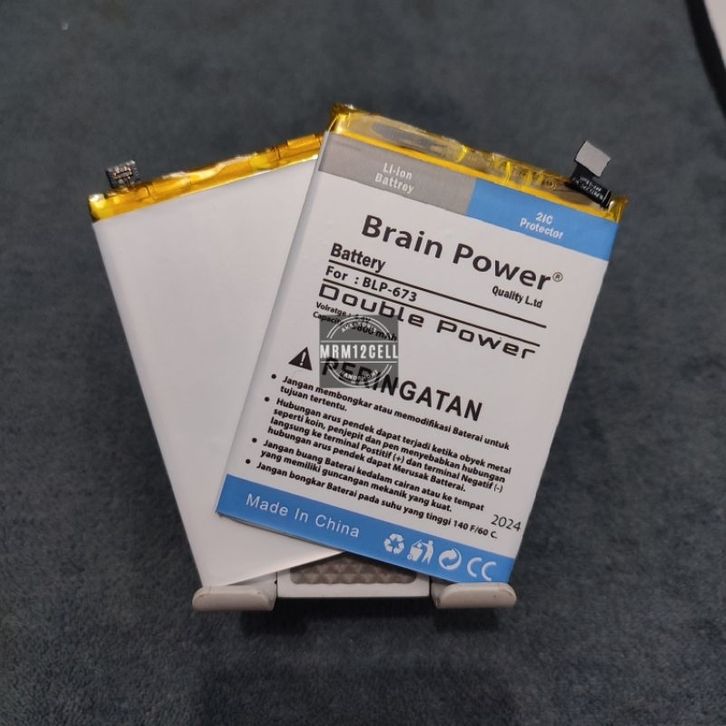 Li-ion
Battroy
2IC
Protector
Brain Power®
Quality L.td
Battery
For : BLP-673
Double Power
MRM12CELL
PERINGATAN
• Jangan membongkar atau memodifikasi Baterai untuk
tujuan tertentu.
• Hubungan arus pendek dapat terjadi ketika obyek metal
seperti koin, penjepit dan pen menyebabkan hubungan
langsung ke terminal Postitif (+) dan terminal Negatif (-)
hubungan arus pendek dapat Merusak Baterai.
• Jangan buang Baterai kedalam cairan atau ke tempat
yang memiliki guncangan mekanik yang kuat.
• Jangan bongkar Baterai pada suhu yang tinggi 140 F/60 C.
2024
Made In China
CC